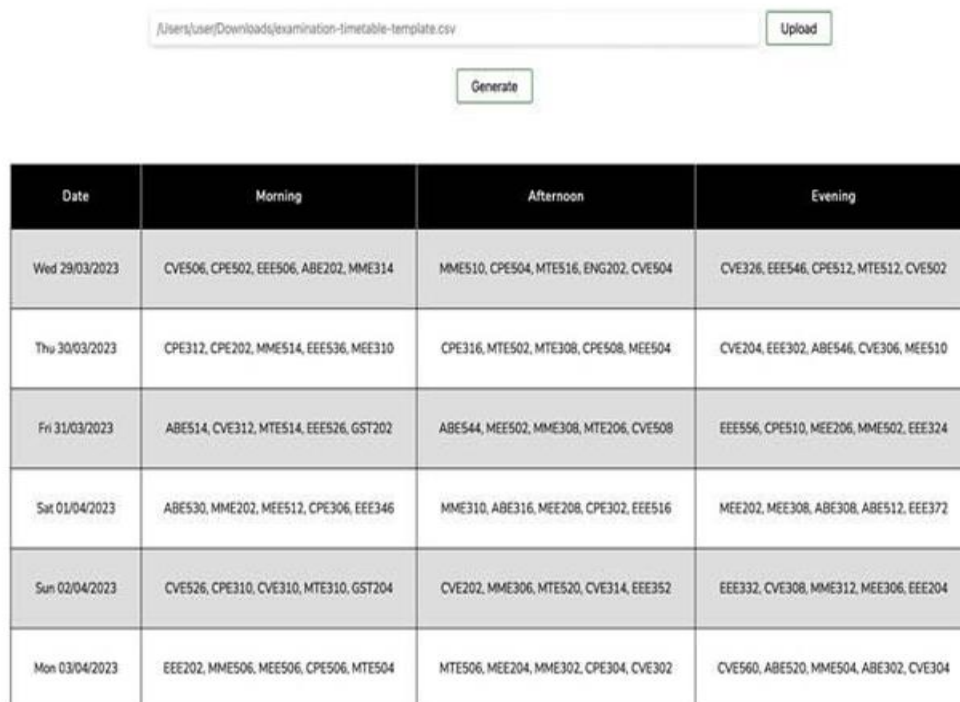 /Users/user/Downloads/examination-timetable-template.csv Upload
Generate
Date Morning Afternoon Evening
Wed 29/03/2023 CVE506, CPE502, EEE506, ABE202, MME314 MME510, CPE504, MTE516, ENG202, CVE504 CVE326, EEE546, CPE512, MTE512, CVE502
Thu 30/03/2023 CPE312, CPE202, MME514, EEE536, MEE310 CPE316, MTE502, MTE308, CPE508, MEE504 CVE204, EEE302, ABE546, CVE306, MEE510
Fri 31/03/2023 ABE514, CVE312, MTE514, EEE526, GST202 ABE544, MEE502, MME308, MTE206, CVE508 EEE556, CPE510, MEE206, MME502, EEE324
Sat 01/04/2023 ABE530, MME202, MEE512, CPE306, EEE346 MME310, ABE316, MEE208, CPE302, EEE516 MEE202, MEE308, ABE308, ABE512, EEE372
Sun 02/04/2023 CVE526, CPE310, CVE310, MTE310, GST204 CVE202, MME306, MTE520, CVE314, EEE352 EEE332, CVE308, MME312, MEE306, EEE204
Mon 03/04/2023 EEE202, MME506, MEE506, CPE506, MTE504 MTE506, MEE204, MME302, CPE304, CVE302 CVE560, ABE520, MME504, ABE302, CVE304